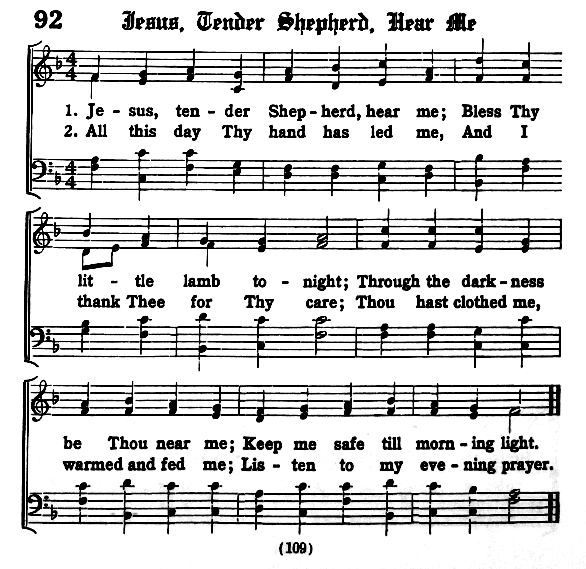 92 Jesus, Tender Shepherd, Hear Me
1. Je - sus, ten - der Shep - herd, hear me; Bless Thy
2. All this day Thy hand has led me, And I
lit - tle lamb to - night; Through the dark - ness
thank Thee for Thy care; Thou hast clothed me,
be Thou near me; Keep me safe till morn - ing light.
warmed and fed me; Lis - ten to my eve - ning prayer.
(109)